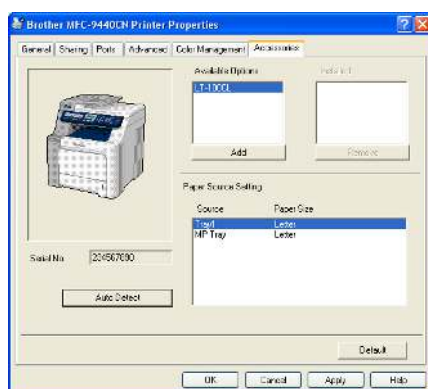 Brother MFC-9440CN Printer Properties
General Sharing Ports Advanced Color Management Accessories
Available Options
Installed
LT-100CL
Add
Remove
Paper Source Setting
Source Paper Size
Tray1 Letter
MP Tray Letter
Serial No. 234567890
Auto Detect
Default
OK Cancel Apply Help